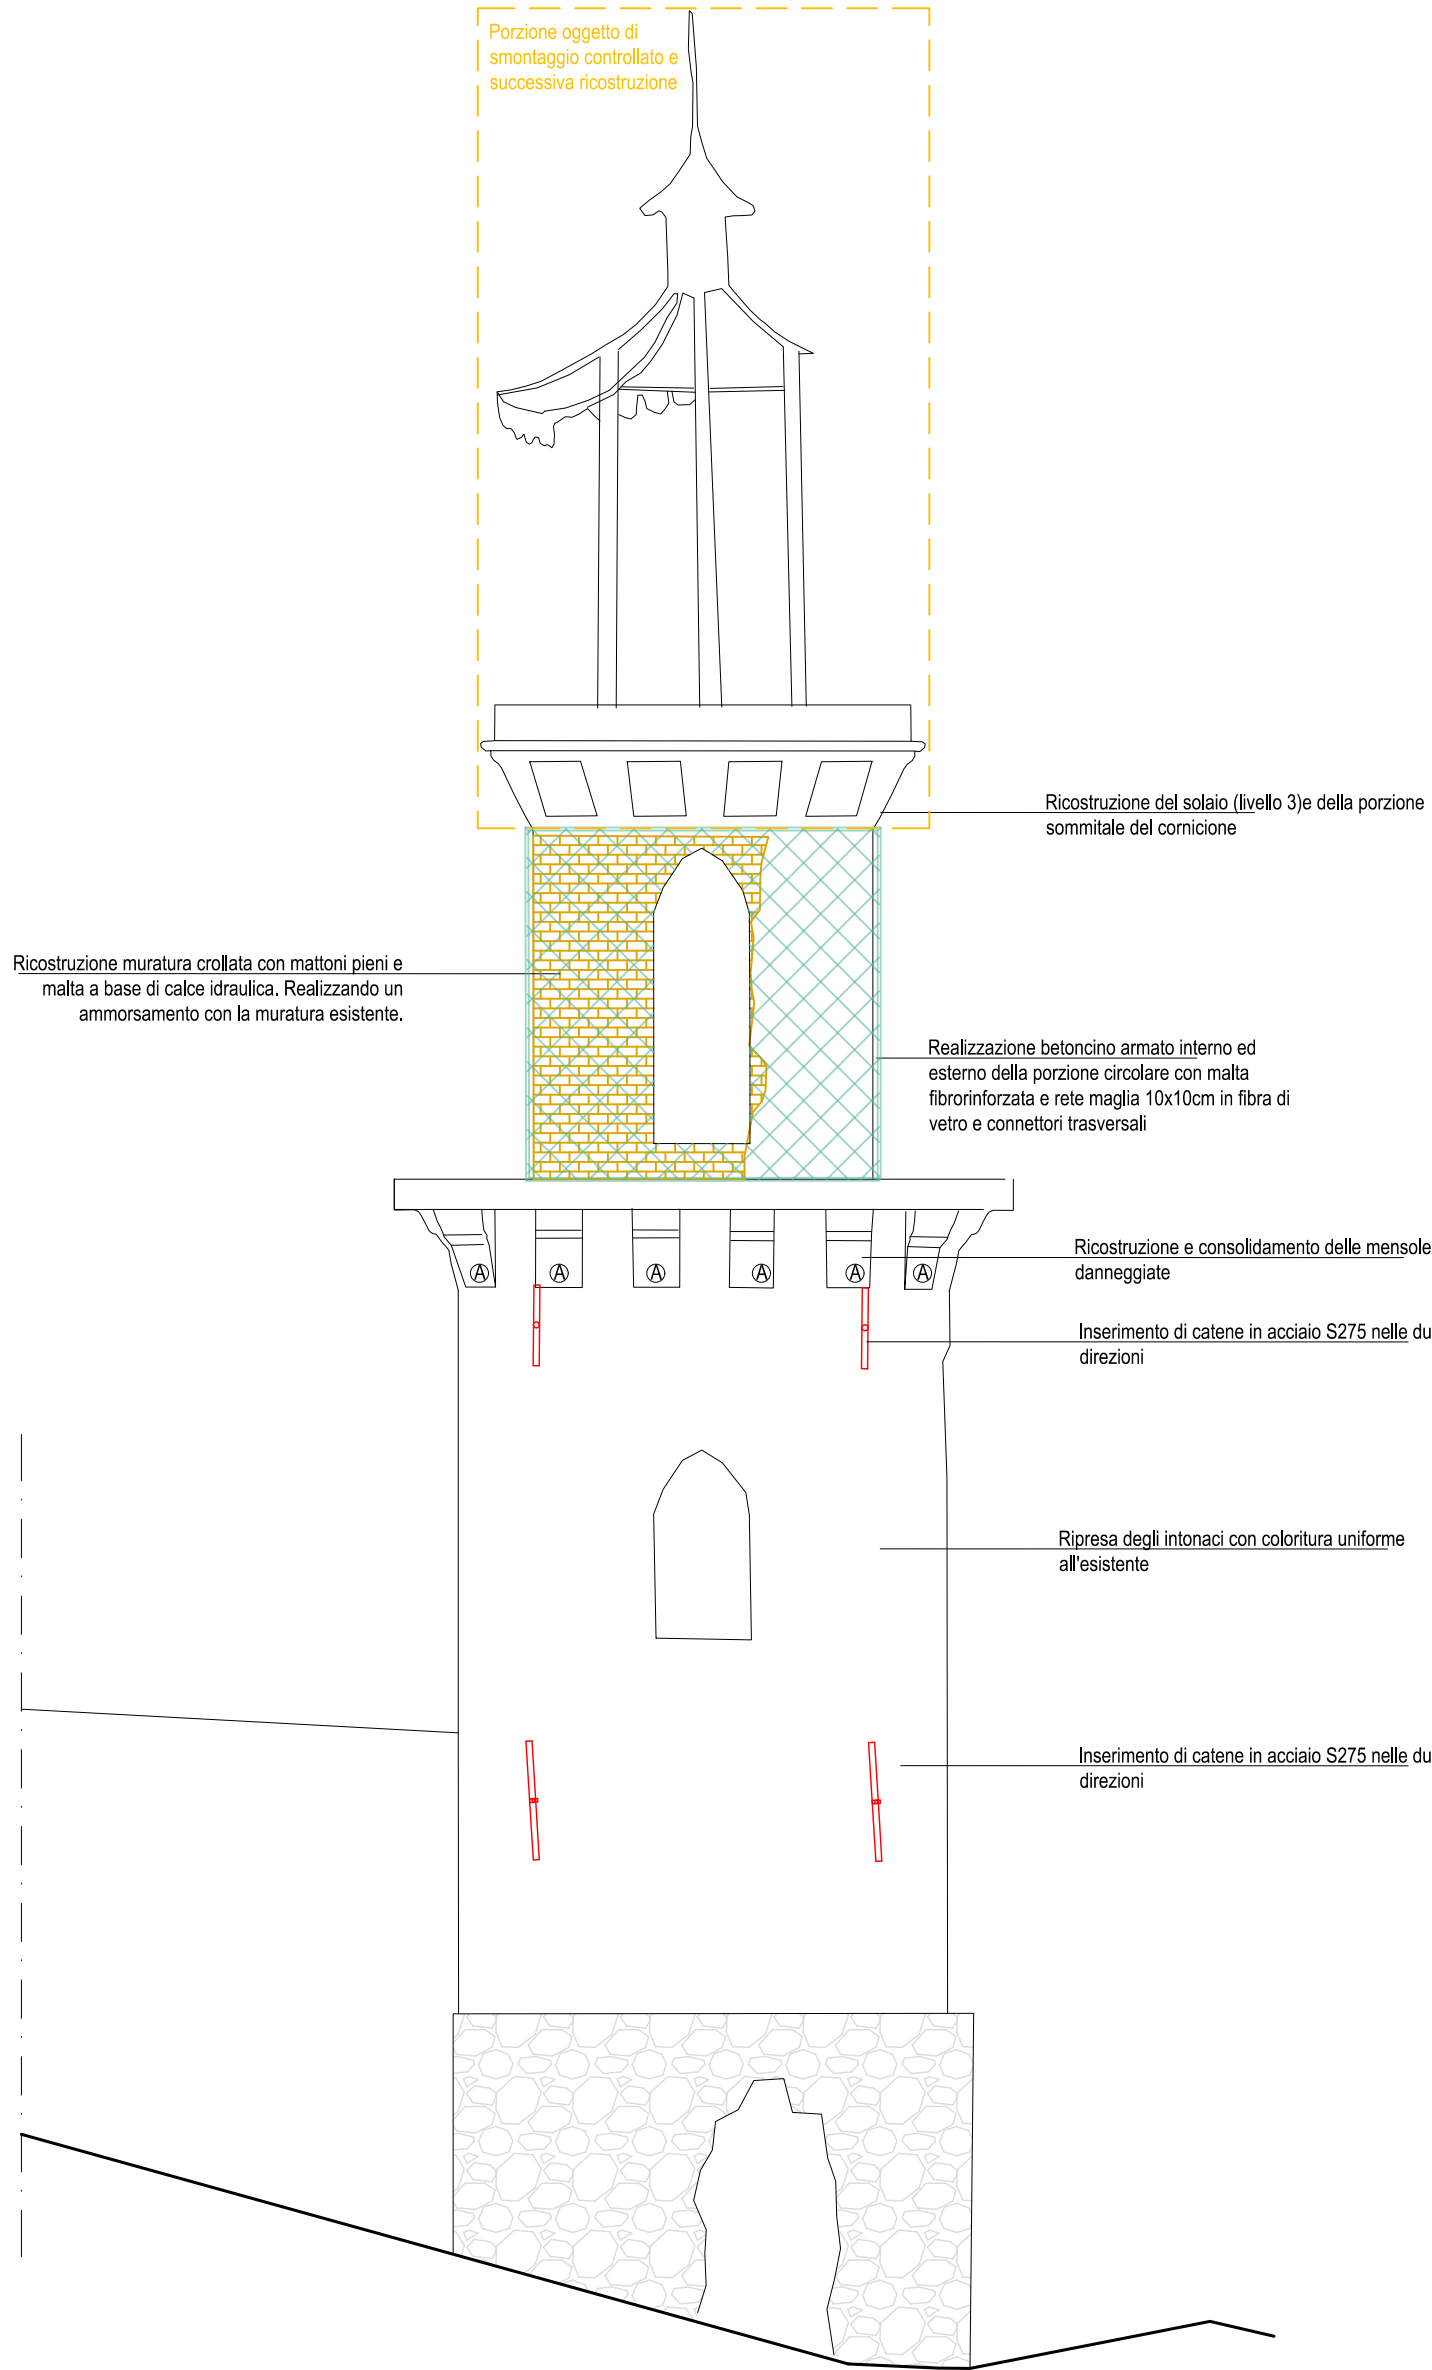 Porzione oggetto di
smontaggio controllato e
successiva ricostruzione
Ricostruzione del solaio (livello 3)e della porzione
sommitale del cornicione
Ricostruzione muratura crollata con mattoni pieni e
malta a base di calce idraulica. Realizzando un
ammorsamento con la muratura esistente.
Realizzazione betoncino armato interno ed
esterno della porzione circolare con malta
fibrorinforzata e rete maglia 10x10cm in fibra di
vetro e connettori trasversali
Ricostruzione e consolidamento delle mensole
danneggiate
A A A A A A
Inserimento di catene in acciaio S275 nelle du
direzioni
Ripresa degli intonaci con coloritura uniforme
all'esistente
Inserimento di catene in acciaio S275 nelle du
direzioni